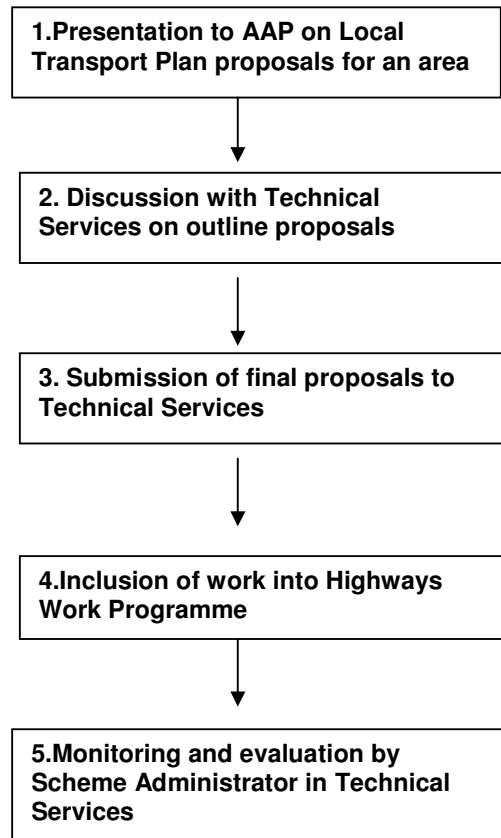 1.Presentation to AAP on Local
Transport Plan proposals for an area
2. Discussion with Technical
Services on outline proposals
3. Submission of final proposals to
Technical Services
4.Inclusion of work into Highways
Work Programme
5.Monitoring and evaluation by
Scheme Administrator in Technical
Services